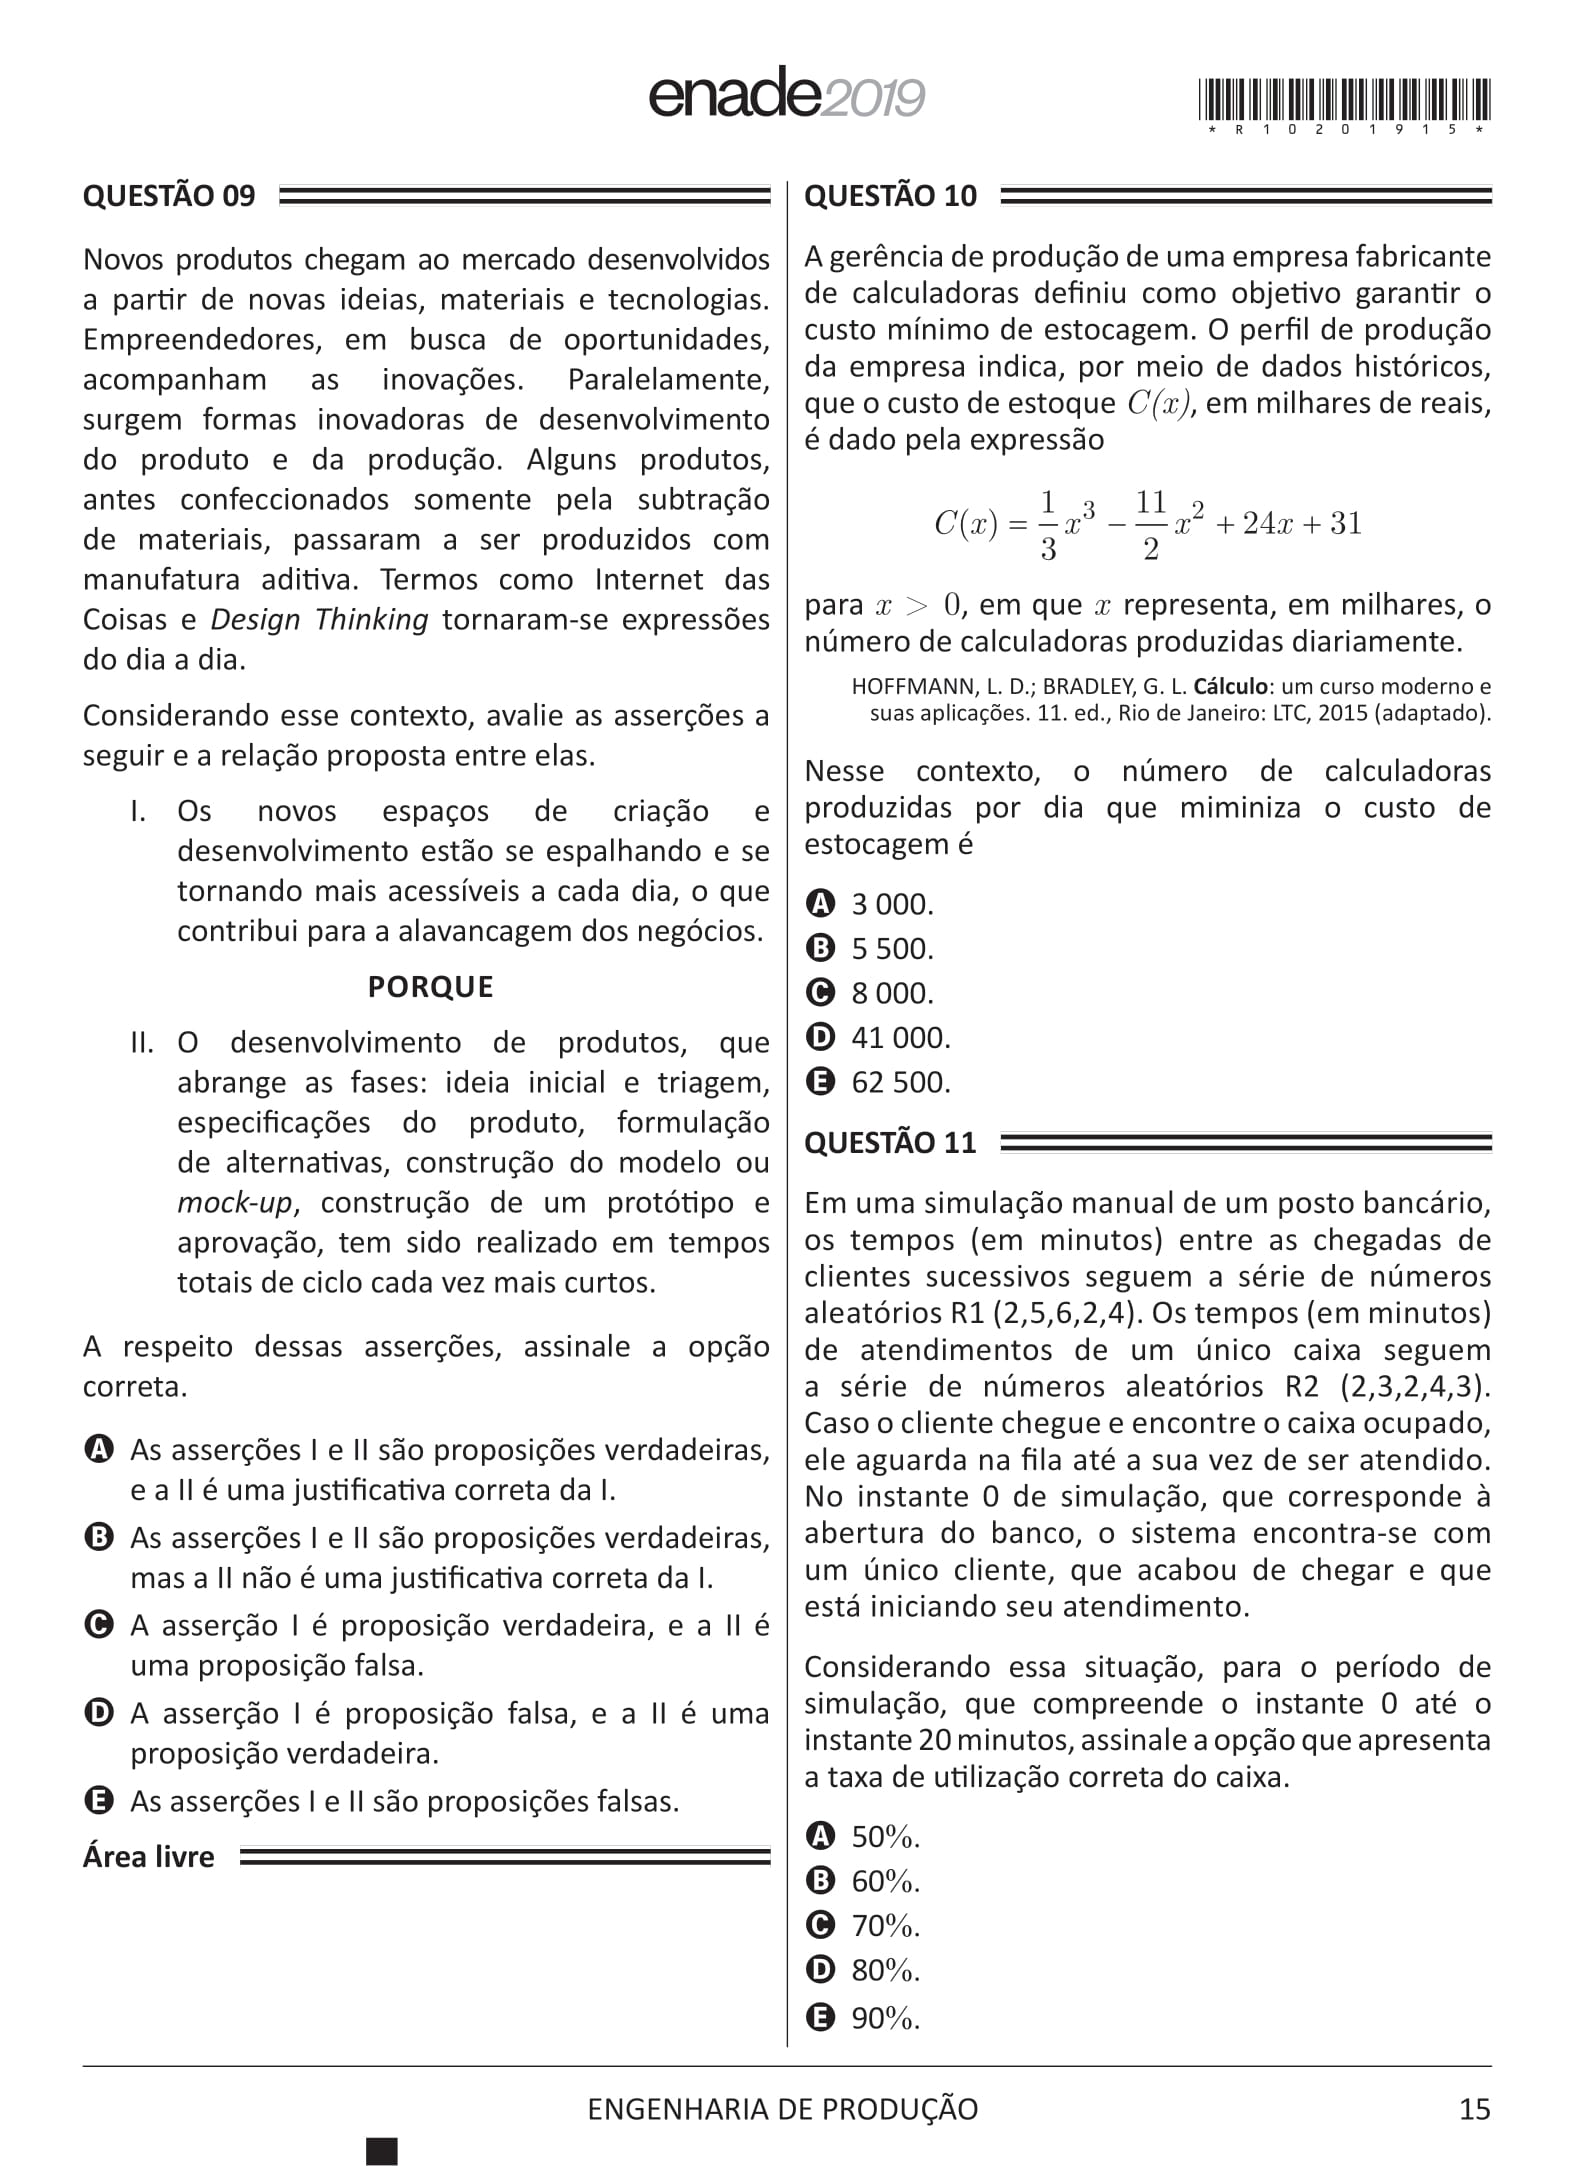 enade2019
*R10201915*
QUESTÃO 09
Novos produtos chegam ao mercado desenvolvidos
a partir de novas ideias, materiais e tecnologias.
Empreendedores, em busca de oportunidades,
acompanham as inovações. Paralelamente,
surgem formas inovadoras de desenvolvimento
do produto e da produção. Alguns produtos,
antes confeccionados somente pela subtração
de materiais, passaram a ser produzidos com
manufatura aditiva. Termos como Internet das
Coisas e Design Thinking tornaram-se expressões
do dia a dia.
Considerando esse contexto, avalie as asserções a
seguir e a relação proposta entre elas.
I. Os novos espaços de criação e
desenvolvimento estão se espalhando e se
tornando mais acessíveis a cada dia, o que
contribui para a alavancagem dos negócios.
PORQUE
II. O desenvolvimento de produtos, que
abrange as fases: ideia inicial e triagem,
especificações do produto, formulação
de alternativas, construção do modelo ou
mock-up, construção de um protótipo e
aprovação, tem sido realizado em tempos
totais de ciclo cada vez mais curtos.
A respeito dessas asserções, assinale a opção
correta.
A As asserções I e II são proposições verdadeiras,
e a II é uma justificativa correta da I.
B As asserções I e II são proposições verdadeiras,
mas a II não é uma justificativa correta da I.
C A asserção I é proposição verdadeira, e a II é
uma proposição falsa.
D A asserção I é proposição falsa, e a II é uma
proposição verdadeira.
E As asserções I e II são proposições falsas.
Área livre
QUESTÃO 10
A gerência de produção de uma empresa fabricante
de calculadoras definiu como objetivo garantir o
custo mínimo de estocagem. O perfil de produção
da empresa indica, por meio de dados históricos,
que o custo de estoque C(x), em milhares de reais,
é dado pela expressão
C(x) = 1/3 x³ − 11/2 x² + 24x + 31
para x > 0, em que x representa, em milhares, o
número de calculadoras produzidas diariamente.
HOFFMANN, L. D.; BRADLEY, G. L. Cálculo: um curso moderno e
suas aplicações. 11. ed., Rio de Janeiro: LTC, 2015 (adaptado).
Nesse contexto, o número de calculadoras
produzidas por dia que miminiza o custo de
estocagem é
A 3 000.
B 5 500.
C 8 000.
D 41 000.
E 62 500.
QUESTÃO 11
Em uma simulação manual de um posto bancário,
os tempos (em minutos) entre as chegadas de
clientes sucessivos seguem a série de números
aleatórios R1 (2,5,6,2,4). Os tempos (em minutos)
de atendimentos de um único caixa seguem
a série de números aleatórios R2 (2,3,2,4,3).
Caso o cliente chegue e encontre o caixa ocupado,
ele aguarda na fila até a sua vez de ser atendido.
No instante 0 de simulação, que corresponde à
abertura do banco, o sistema encontra-se com
um único cliente, que acabou de chegar e que
está iniciando seu atendimento.
Considerando essa situação, para o período de
simulação, que compreende o instante 0 até o
instante 20 minutos, assinale a opção que apresenta
a taxa de utilização correta do caixa.
A 50%.
B 60%.
C 70%.
D 80%.
E 90%.
ENGENHARIA DE PRODUÇÃO
15